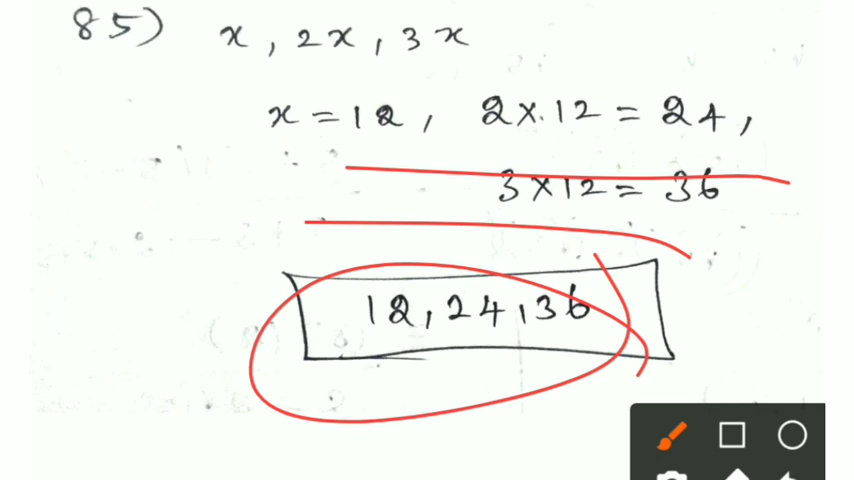 85) x, 2x, 3x
x = 12, 2x.12 = 24,
3x12 = 36
12,24,36